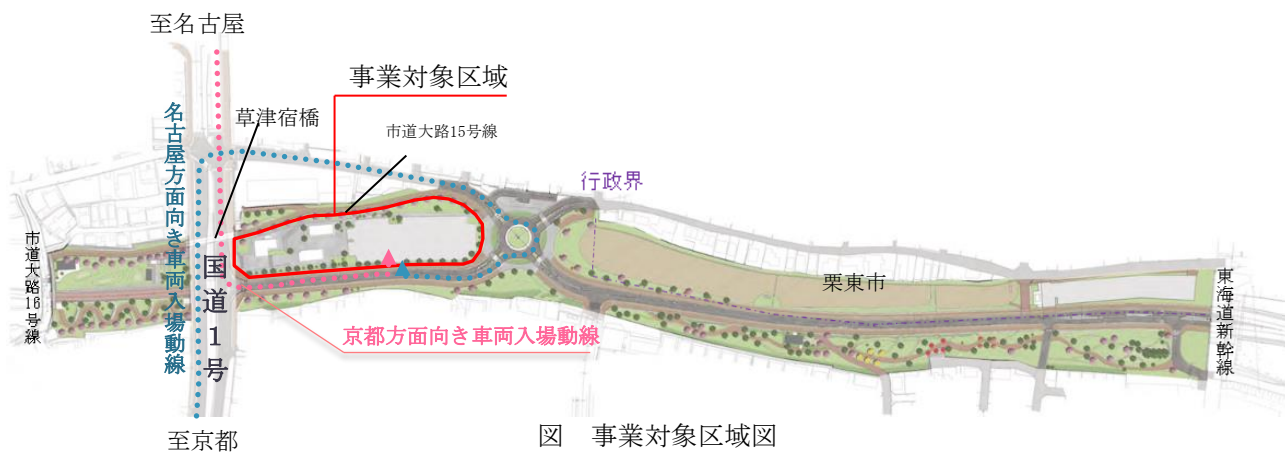 至名古屋
事業対象区域
草津宿橋
市道大路15号線
名古屋方面向き車両入場動線
行政界
市道大路16号線
国道1号
栗東市
東海道新幹線
京都方面向き車両入場動線
至京都
図 事業対象区域図